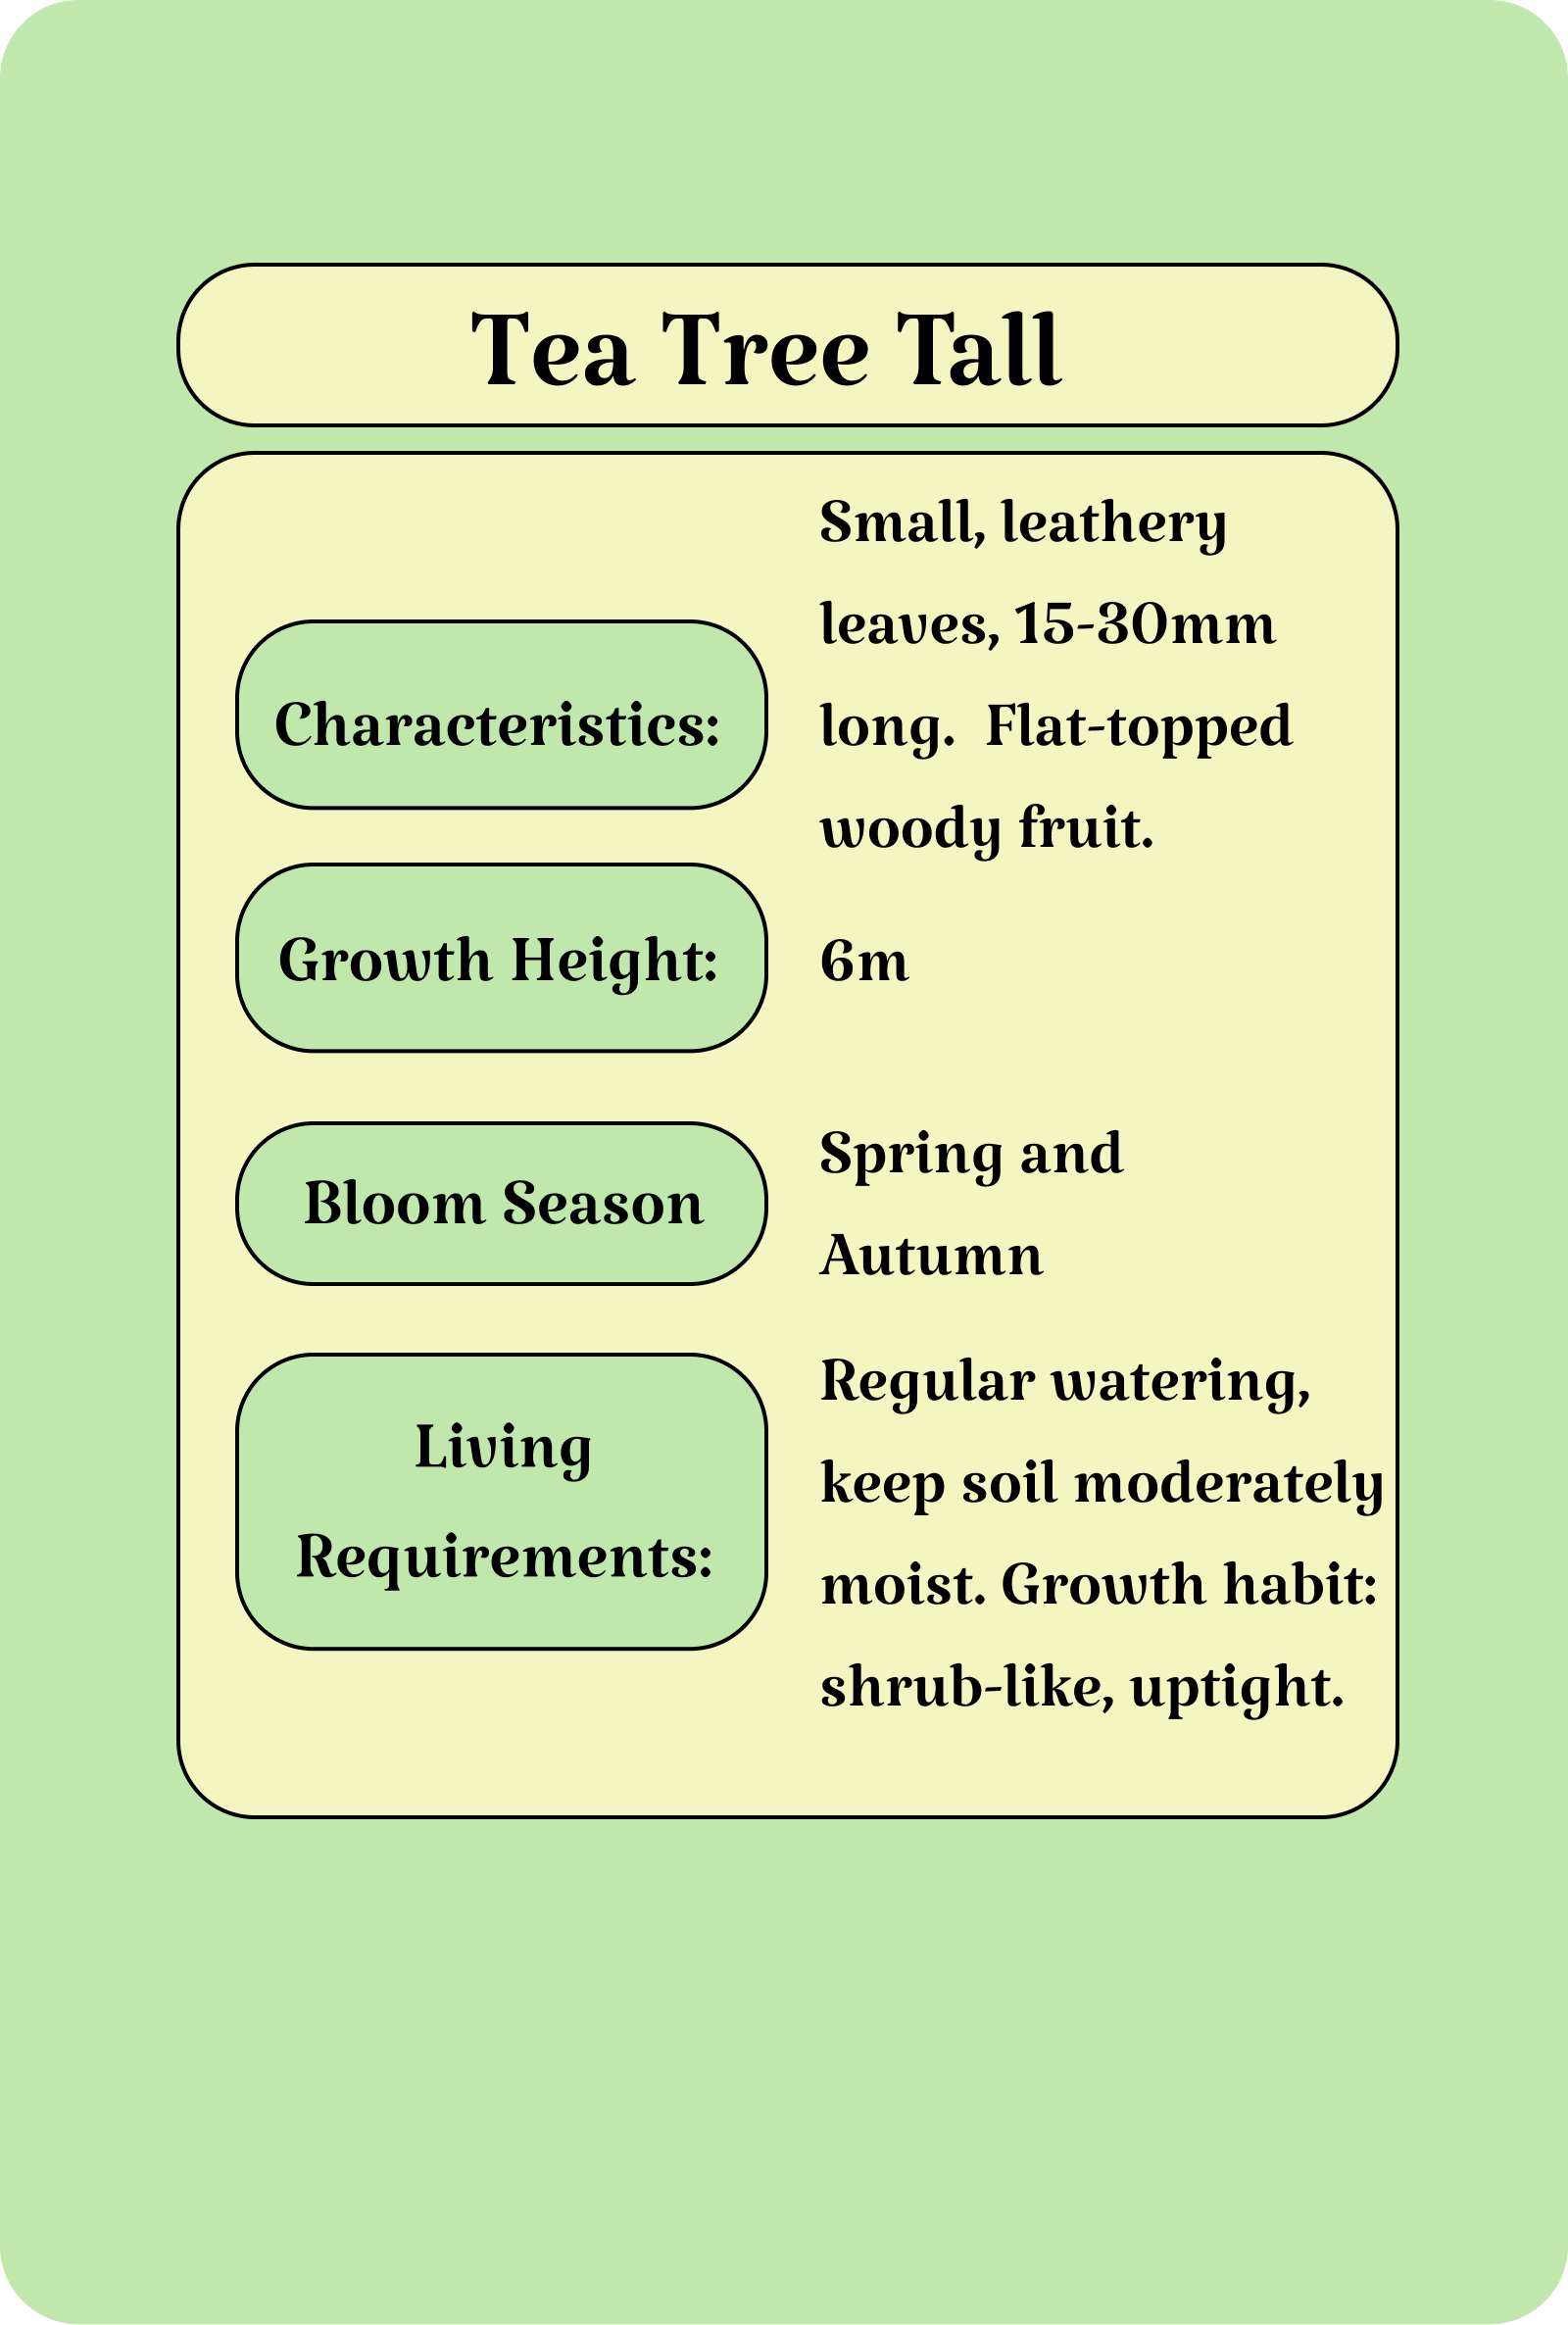 Tea Tree Tall
Characteristics:
Small, leathery
leaves, 15-30mm
long.  Flat-topped
woody fruit.
Growth Height:
6m
Bloom Season
Spring and
Autumn
Living
Requirements:
Regular watering,
keep soil moderately
moist. Growth habit:
shrub-like, uptight.